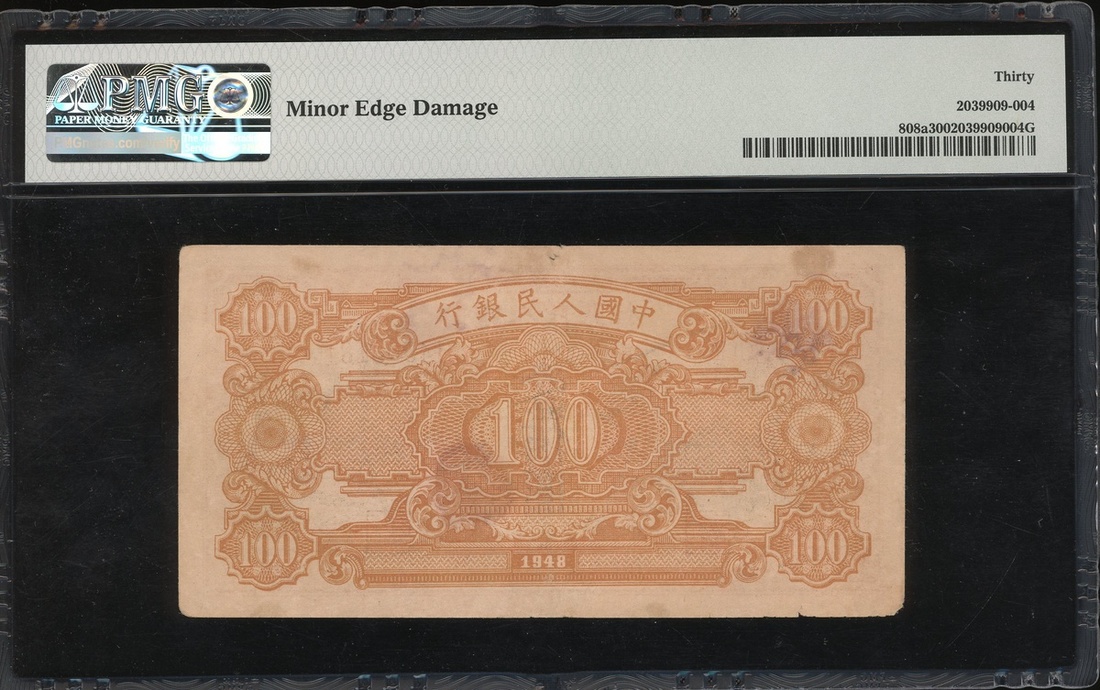 PMG
PAPER MONEY GUARANTY
Minor Edge Damage
Thirty
2039909-004
808a3002039909004G
行銀民人國中
100
100
100
100
100
1948